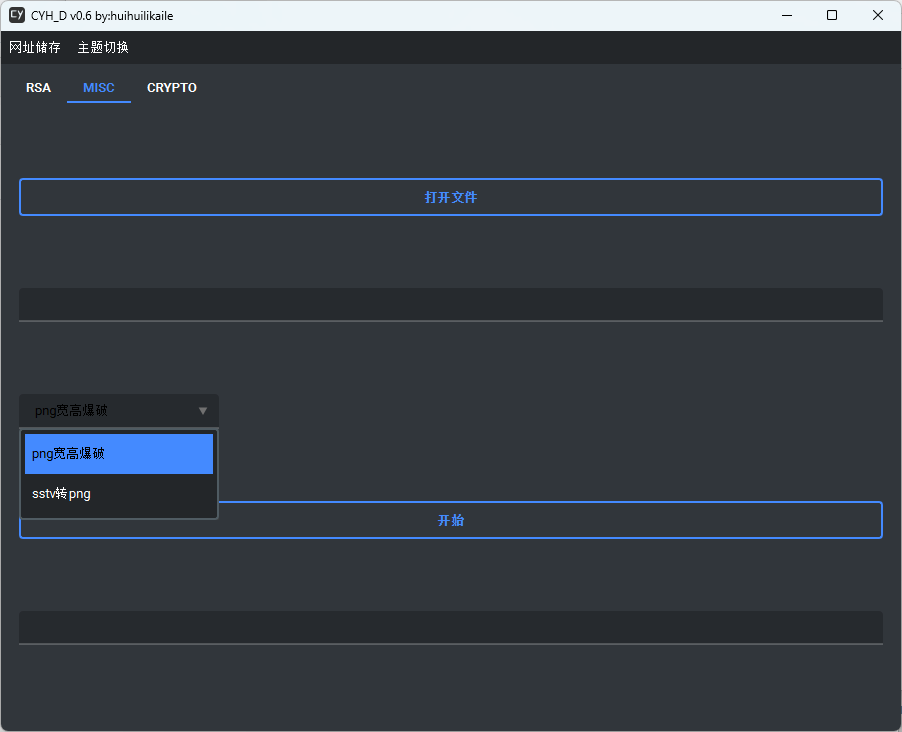 CY CYH_D v0.6 by:huihuilikaile
网址储存 主题切换
RSA MISC CRYPTO
打开文件
png宽高爆破
png宽高爆破
sstv转png
开始